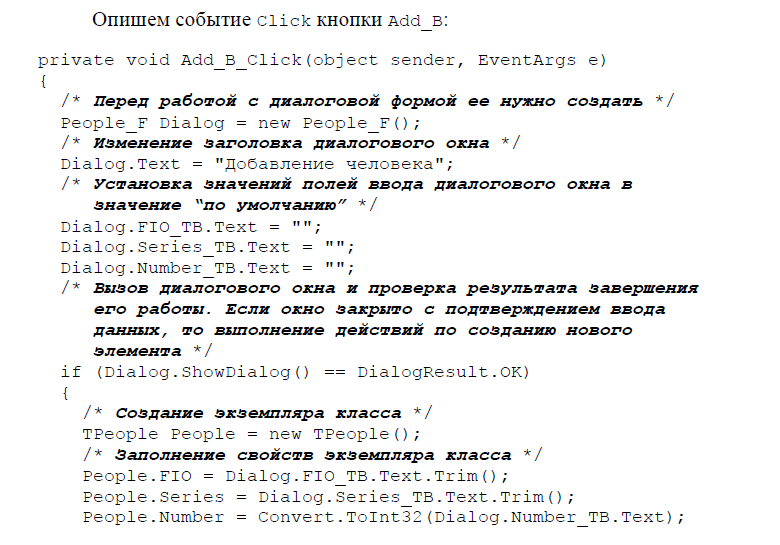 Опишем событие Click кнопки Add_B:
private void Add_B_Click(object sender, EventArgs e)
{
/* Перед работой с диалоговой формой ее нужно создать */
People_F Dialog = new People_F();
/* Изменение заголовка диалогового окна */
Dialog.Text = "Добавление человека";
/* Установка значений полей ввода диалогового окна в
значение “по умолчанию” */
Dialog.FIO_TB.Text = "";
Dialog.Series_TB.Text = "";
Dialog.Number_TB.Text = "";
/* Вызов диалогового окна и проверка результата завершения
его работы. Если окно закрыто с подтверждением ввода
данных, то выполнение действий по созданию нового
элемента */
if (Dialog.ShowDialog() == DialogResult.OK)
{
/* Создание экземпляра класса */
TPeople People = new TPeople();
/* Заполнение свойств экземпляра класса */
People.FIO = Dialog.FIO_TB.Text.Trim();
People.Series = Dialog.Series_TB.Text.Trim();
People.Number = Convert.ToInt32(Dialog.Number_TB.Text);